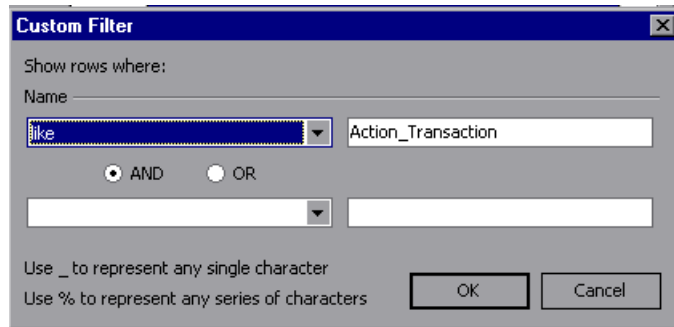 Custom Filter
Show rows where:
Name
like Action_Transaction
AND OR
Use _ to represent any single character
Use % to represent any series of characters
OK Cancel